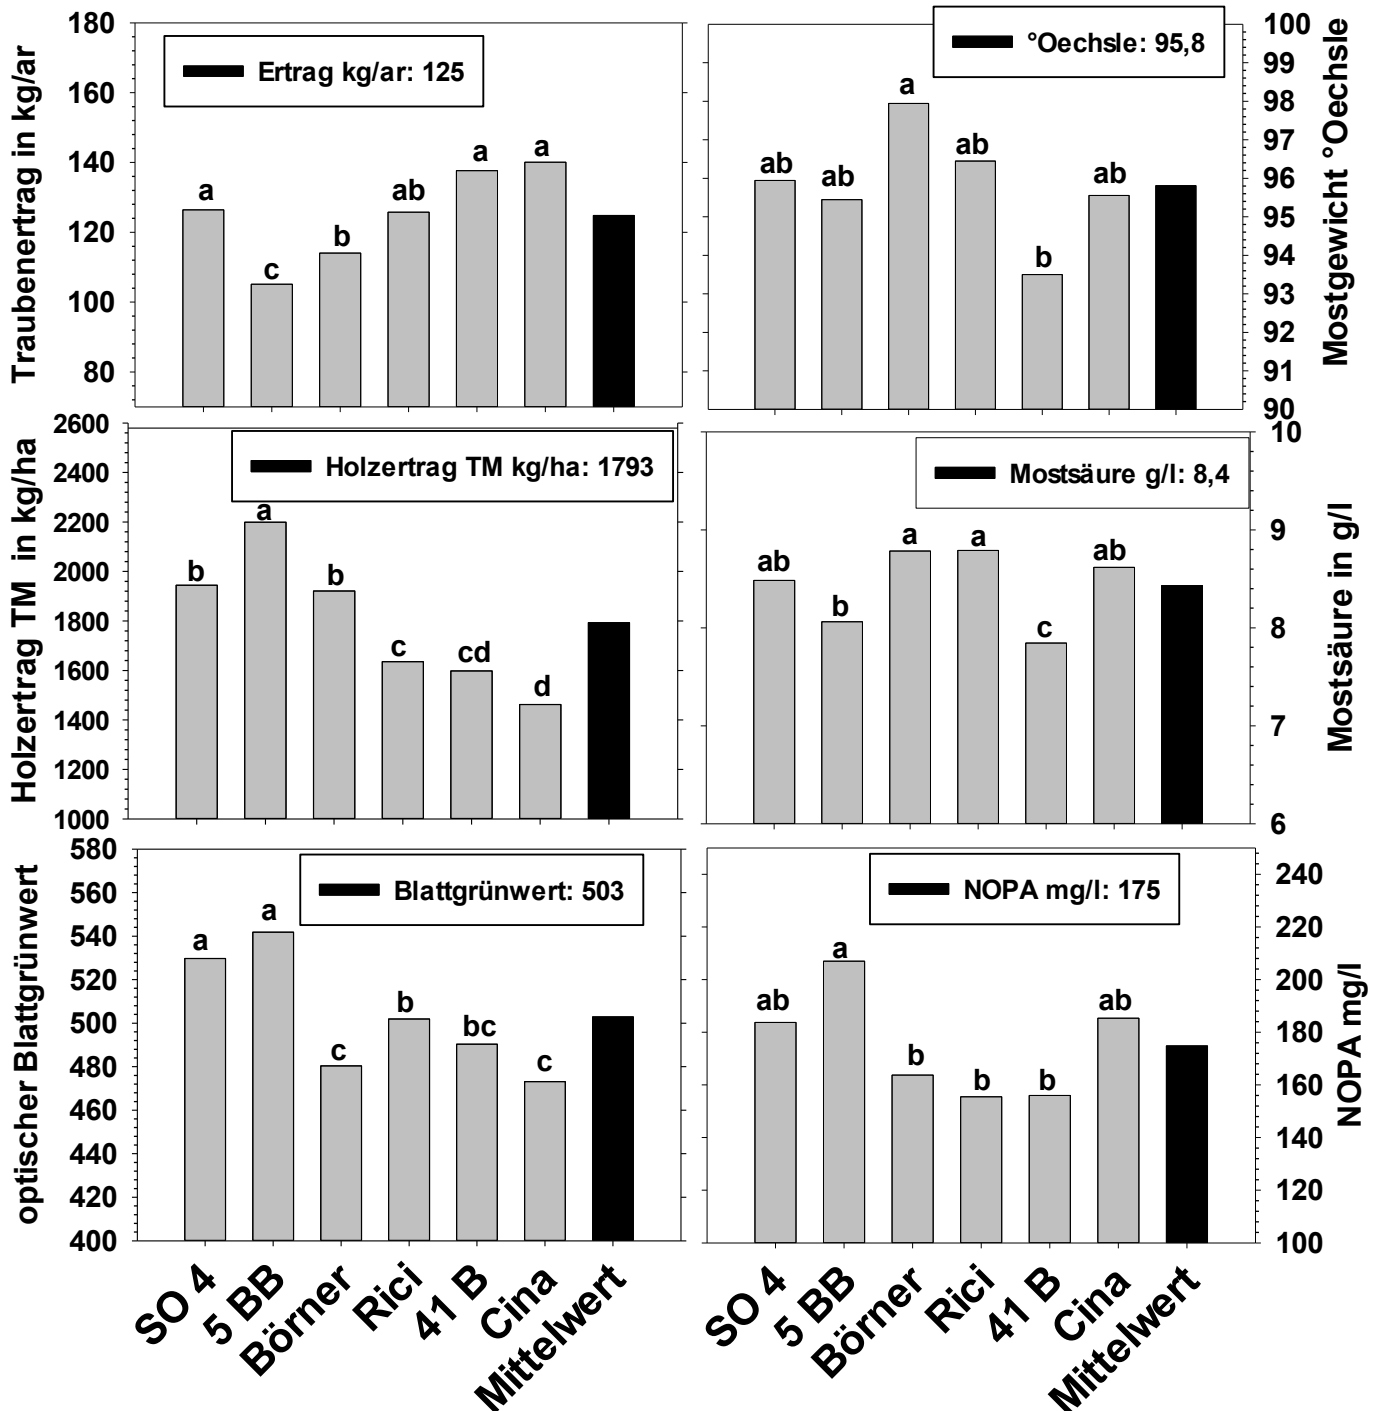 Traubenertrag in kg/ar
180
160
140
120
100
80
Ertrag kg/ar: 125
a
c
b
ab
a
a
°Oechsle: 95,8
ab
ab
a
ab
b
ab
100
99
98
97
96
95
94
93
92
91
90
Mostgewicht °Oechsle
Holzertrag TM in kg/ha
2600
2400
2200
2000
1800
1600
1400
1200
1000
Holzertrag TM kg/ha: 1793
b
a
b
c
cd
d
Mostsäure g/l: 8,4
ab
b
a
a
c
ab
10
9
8
7
6
Mostsäure in g/l
optischer Blattgrünwert
580
560
540
520
500
480
460
440
420
400
Blattgrünwert: 503
a
a
c
b
bc
c
NOPA mg/l: 175
ab
a
b
b
b
ab
240
220
200
180
160
140
120
100
NOPA mg/l
SO 4
5 BB
Börner
Rici
41 B
Cina
Mittelwert
SO 4
5 BB
Börner
Rici
41 B
Cina
Mittelwert